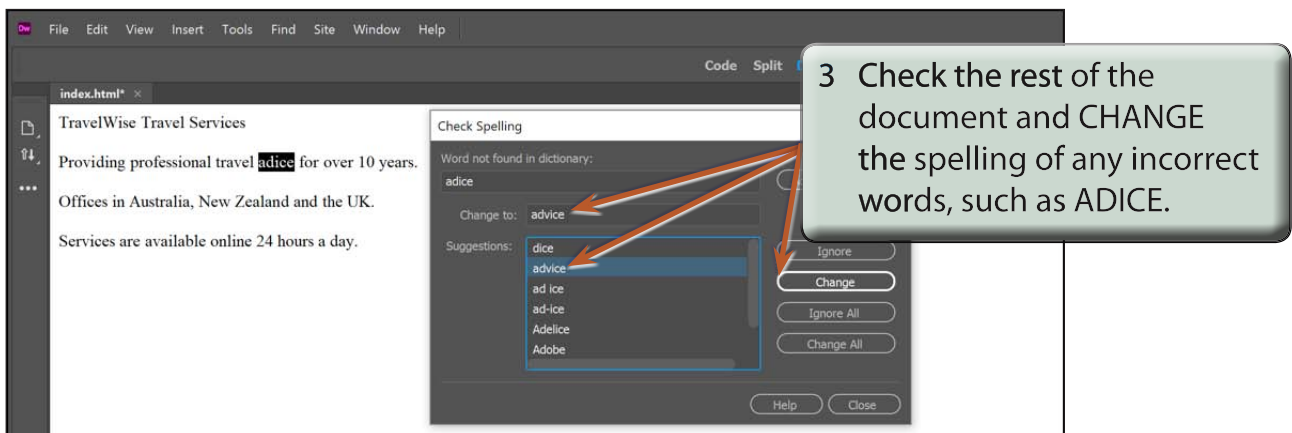 Dw File Edit View Insert Tools Find Site Window Help
Code Split
index.html* ×
TravelWise Travel Services
Providing professional travel adice for over 10 years.
Offices in Australia, New Zealand and the UK.
Services are available online 24 hours a day.
Check Spelling
Word not found in dictionary:
adice
Change to: advice
Suggestions:
dice
advice
ad ice
ad-ice
Adelice
Adobe
Ignore
Change
Ignore All
Change All
Help Close
3 Check the rest of the
document and CHANGE
the spelling of any incorrect
words, such as ADICE.